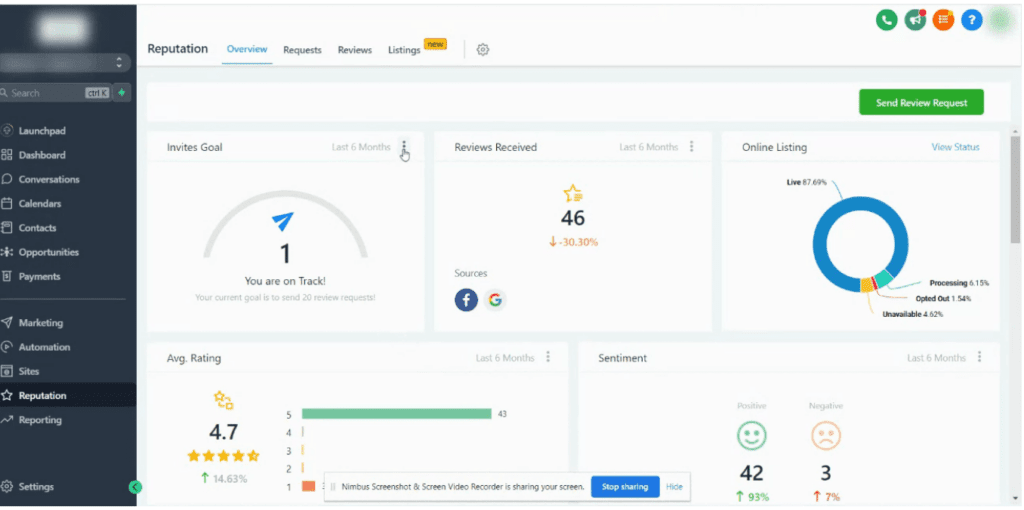 Reputation Overview Requests Reviews Listings new
Search ctrl K
Launchpad
Dashboard
Conversations
Calendars
Contacts
Opportunities
Payments
Marketing
Automation
Sites
Reputation
Reporting
Settings
Send Review Request
Invites Goal Last 6 Months
1
You are on Track!
Your current goal is to send 20 review requests!
Reviews Received Last 6 Months
46
↓ -30.30%
Sources
Online Listing View Status
Live 87.69%
Processing 6.15%
Opted Out 1.54%
Unavailable 4.62%
Avg. Rating Last 6 Months
4.7
↑ 14.63%
5 43
4
3
2
1
Sentiment Last 6 Months
Positive Negative
42 3
↑ 93% ↑ 7%
Nimbus Screenshot & Screen Video Recorder is sharing your screen. Stop sharing Hide